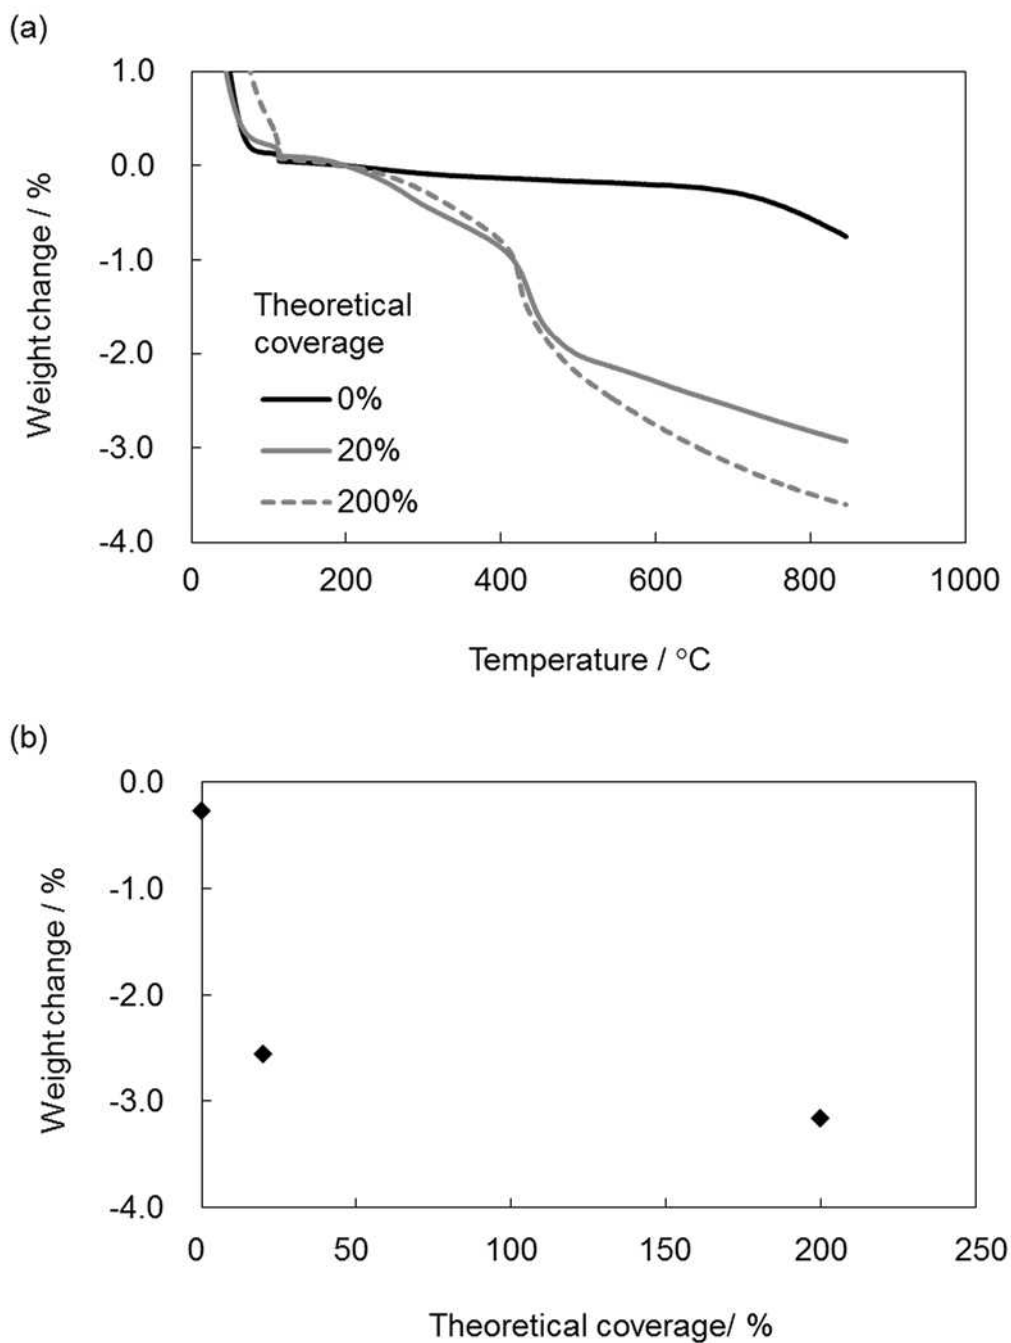 (a)
1.0
0.0
-1.0
-2.0
-3.0
-4.0
Weight change / %
Theoretical
coverage
0%
20%
200%
0 200 400 600 800 1000
Temperature / °C
(b)
0.0
-1.0
-2.0
-3.0
-4.0
Weight change / %
0 50 100 150 200 250
Theoretical coverage/ %